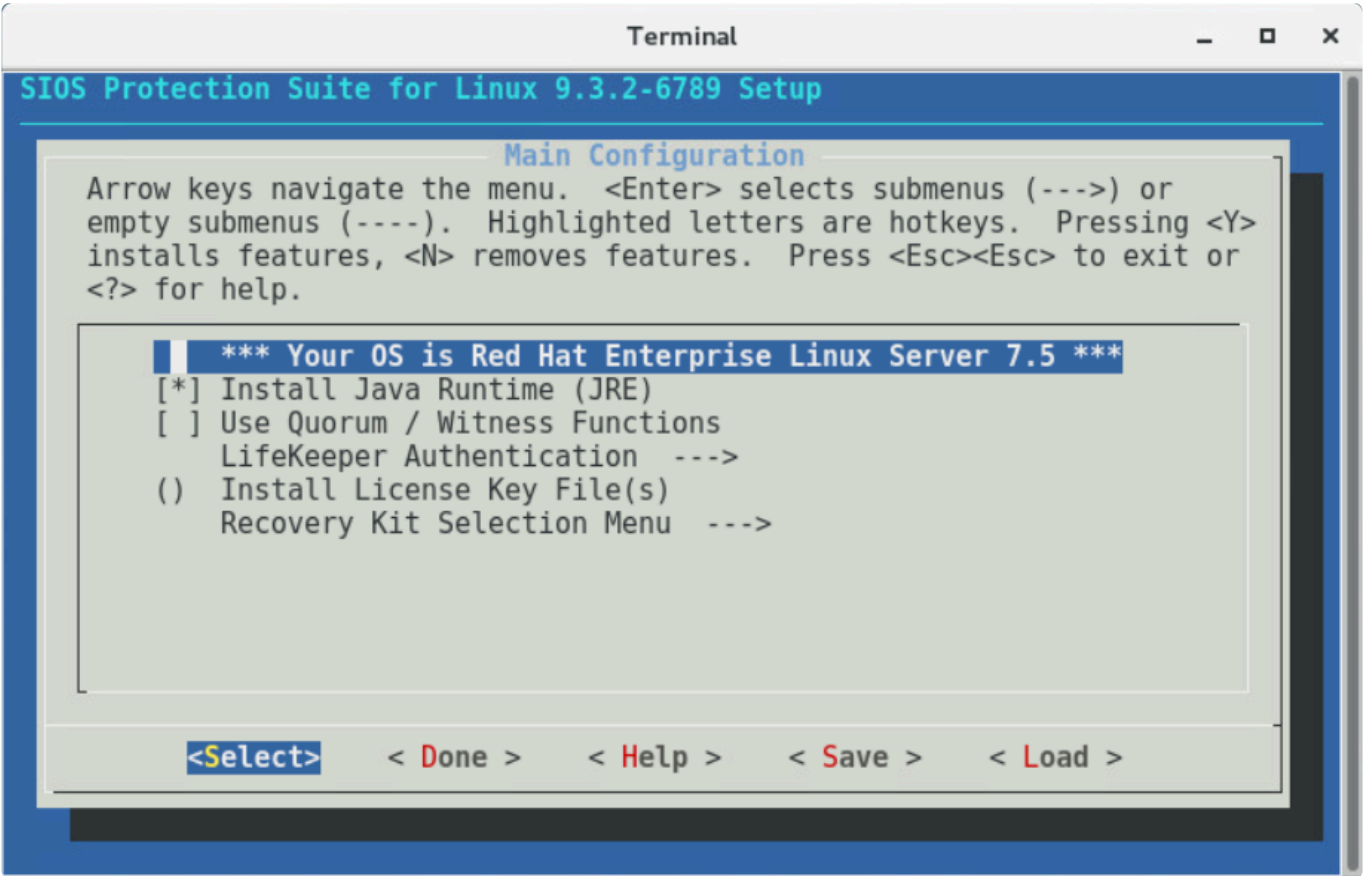 Terminal
SIOS Protection Suite for Linux 9.3.2-6789 Setup
Main Configuration
Arrow keys navigate the menu.  <Enter> selects submenus (--->) or
empty submenus (----).  Highlighted letters are hotkeys.  Pressing <Y>
installs features, <N> removes features.  Press <Esc><Esc> to exit or
<?> for help.
*** Your OS is Red Hat Enterprise Linux Server 7.5 ***
[*] Install Java Runtime (JRE)
[ ] Use Quorum / Witness Functions
LifeKeeper Authentication  --->
()  Install License Key File(s)
Recovery Kit Selection Menu  --->
<Select>    < Done >    < Help >    < Save >    < Load >